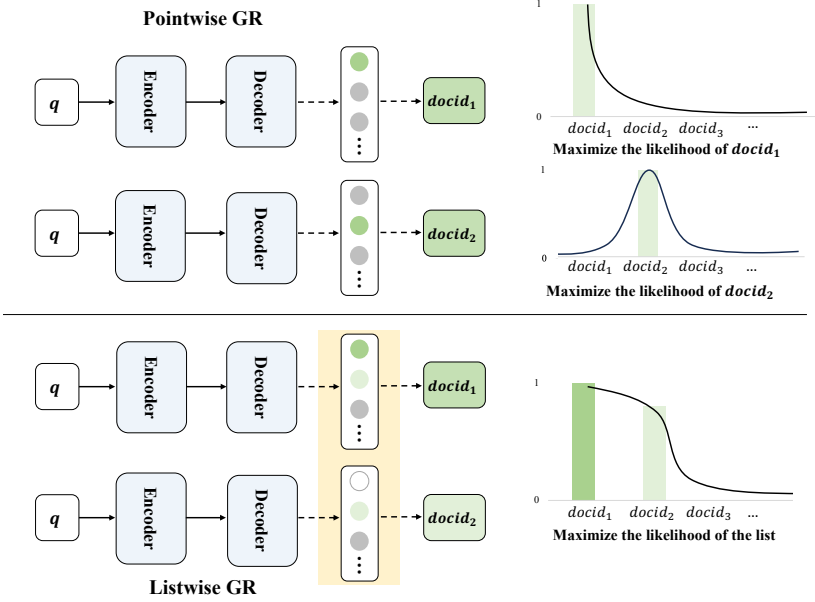 Pointwise GR
q
Encoder
Decoder
⋮
docid₁
1
0
docid₁ docid₂ docid₃ ...
Maximize the likelihood of docid₁
q
Encoder
Decoder
⋮
docid₂
1
0
docid₁ docid₂ docid₃ ...
Maximize the likelihood of docid₂
q
Encoder
Decoder
⋮
docid₁
q
Encoder
Decoder
⋮
docid₂
1
0
docid₁ docid₂ docid₃ ...
Maximize the likelihood of the list
Listwise GR